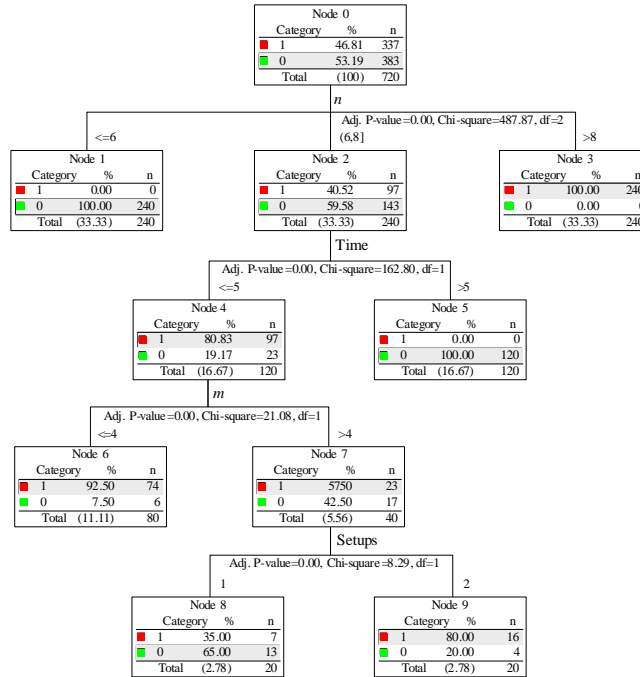 Node 0
Category % n
1 46.81 337
0 53.19 383
Total (100) 720
n
Adj. P-value=0.00, Chi-square=487.87, df=2
<=6 (6,8] >8
Node 1
Category % n
1 0.00 0
0 100.00 240
Total (33.33) 240
Node 2
Category % n
1 40.52 97
0 59.58 143
Total (33.33) 240
Node 3
Category % n
1 100.00 240
0 0.00 0
Total (33.33) 240
Time
Adj. P-value=0.00, Chi-square=162.80, df=1
<=5 >5
Node 4
Category % n
1 80.83 97
0 19.17 23
Total (16.67) 120
Node 5
Category % n
1 0.00 0
0 100.00 120
Total (16.67) 120
m
Adj. P-value=0.00, Chi-square=21.08, df=1
<=4 >4
Node 6
Category % n
1 92.50 74
0 7.50 6
Total (11.11) 80
Node 7
Category % n
1 5750 23
0 42.50 17
Total (5.56) 40
Setups
Adj. P-value=0.00, Chi-square=8.29, df=1
1 2
Node 8
Category % n
1 35.00 7
0 65.00 13
Total (2.78) 20
Node 9
Category % n
1 80.00 16
0 20.00 4
Total (2.78) 20